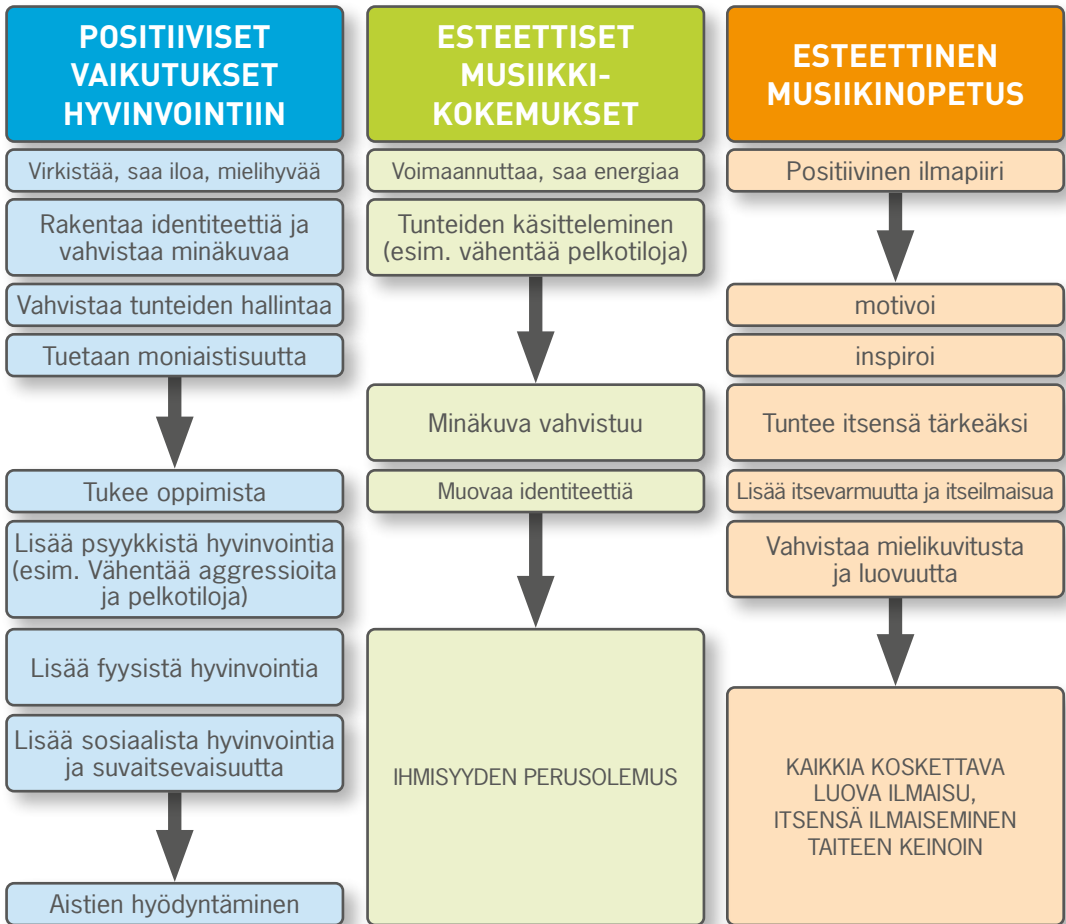 POSITIIVISET
VAIKUTUKSET
HYVINVOINTIIN
Virkistää, saa iloa, mielihyvää
Rakentaa identiteettiä ja
vahvistaa minäkuvaa
Vahvistaa tunteiden hallintaa
Tuetaan moniaistisuutta
Tukee oppimista
Lisää psyykkistä hyvinvointia
(esim. Vähentää aggressioita
ja pelkotiloja)
Lisää fyysistä hyvinvointia
Lisää sosiaalista hyvinvointia
ja suvaitsevaisuutta
Aistien hyödyntäminen
ESTEETTISET
MUSIIKKI-
KOKEMUKSET
Voimaannuttaa, saa energiaa
Tunteiden käsitteleminen
(esim. vähentää pelkotiloja)
Minäkuva vahvistuu
Muovaa identiteettiä
IHMISYYDEN PERUSOLEMUS
ESTEETTINEN
MUSIIKINOPETUS
Positiivinen ilmapiiri
motivoi
inspiroi
Tuntee itsensä tärkeäksi
Lisää itsevarmuutta ja itseilmaisua
Vahvistaa mielikuvitusta
ja luovuutta
KAIKKIA KOSKETTAVA
LUOVA ILMAISU,
ITSENSÄ ILMAISEMINEN
TAITEEN KEINOIN